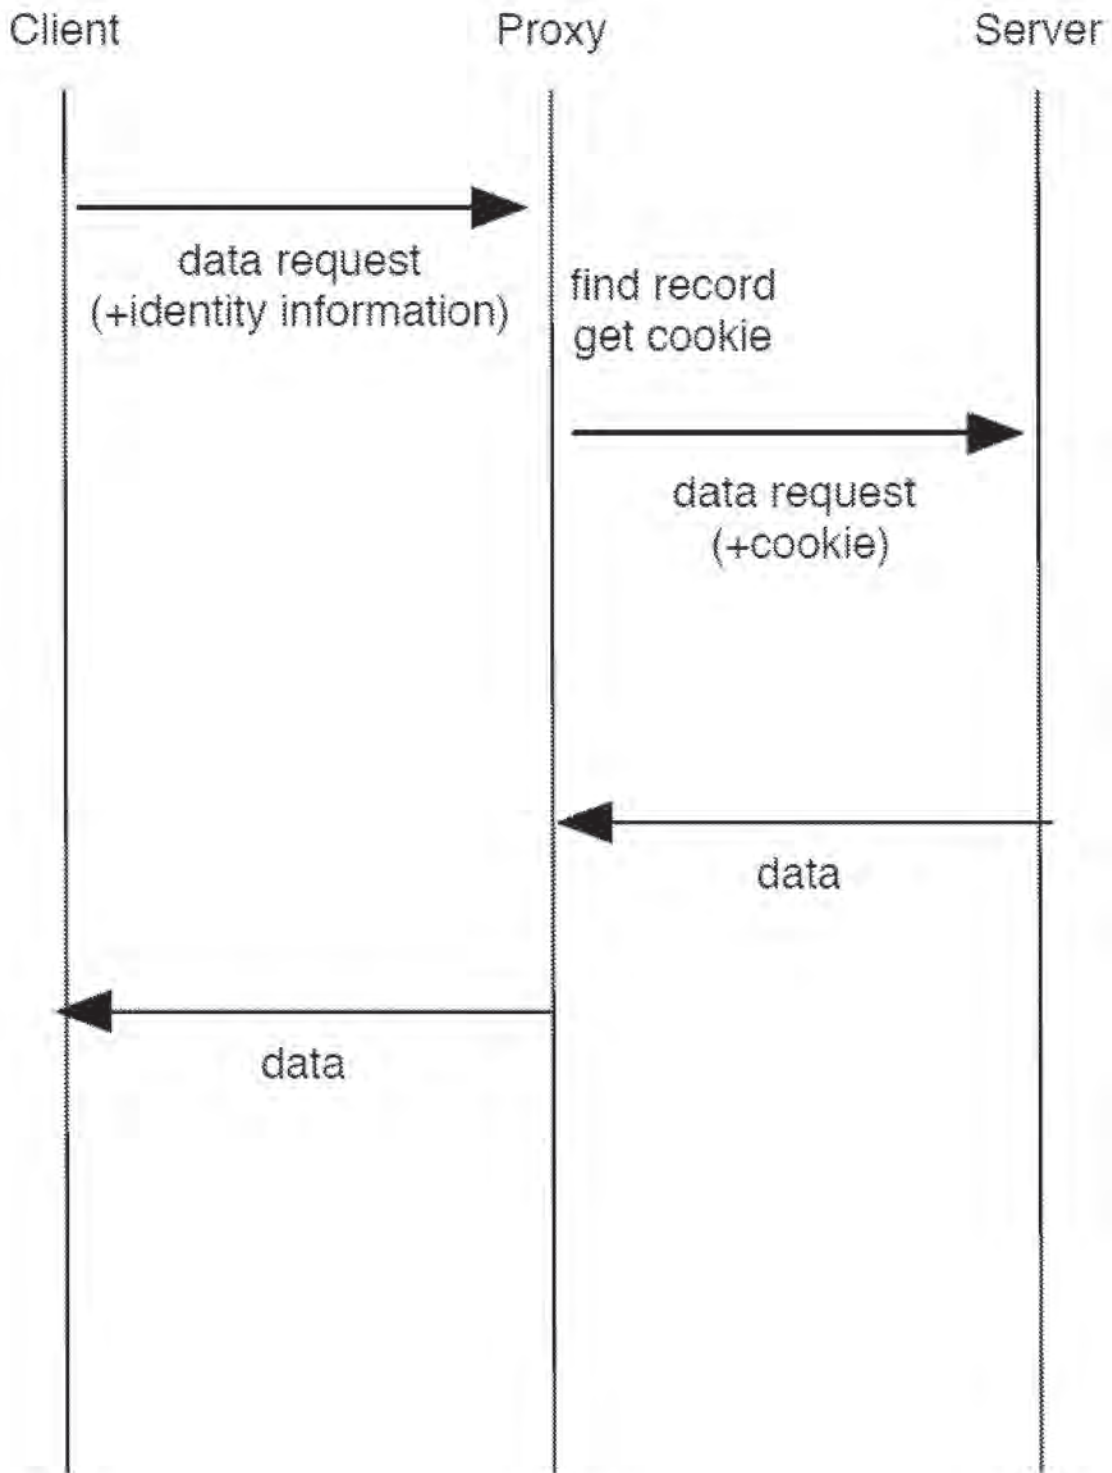 Client Proxy Server
data request
(+identity information)
find record
get cookie
data request
(+cookie)
data
data